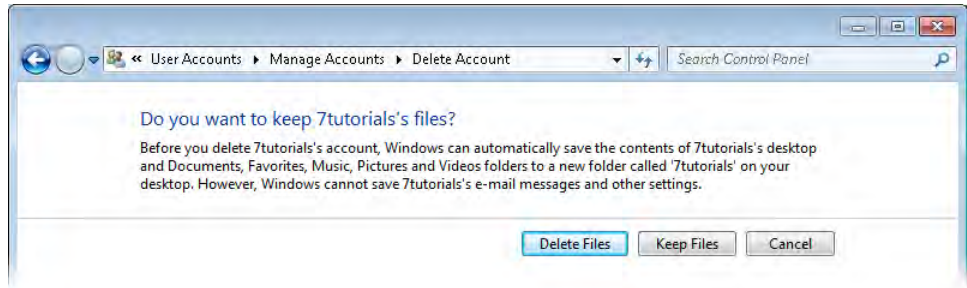 « User Accounts ▸ Manage Accounts ▸ Delete Account
Search Control Panel
Do you want to keep 7tutorials's files?
Before you delete 7tutorials's account, Windows can automatically save the contents of 7tutorials's desktop
and Documents, Favorites, Music, Pictures and Videos folders to a new folder called '7tutorials' on your
desktop. However, Windows cannot save 7tutorials's e-mail messages and other settings.
Delete Files Keep Files Cancel